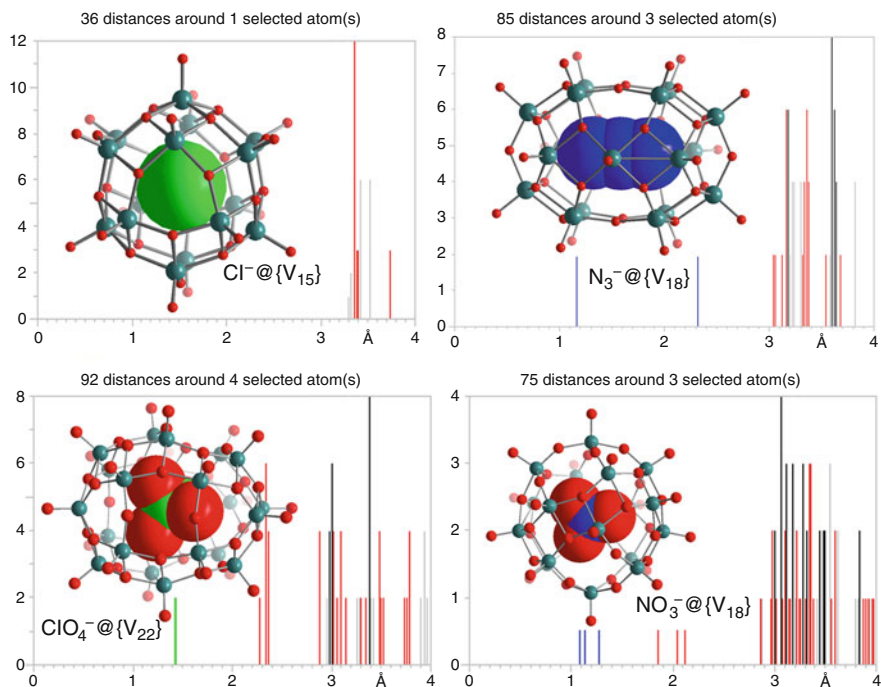 36 distances around 1 selected atom(s)
12
10
8
6
4
2
0
0 1 2 3 Å 4
Cl⁻@{V₁₅}
85 distances around 3 selected atom(s)
8
7
6
5
4
3
2
1
0
0 1 2 3 Å 4
N₃⁻@{V₁₈}
92 distances around 4 selected atom(s)
8
6
4
2
0
0 1 2 3 Å 4
ClO₄⁻@{V₂₂}
75 distances around 3 selected atom(s)
4
3
2
1
0
0 1 2 3 Å 4
NO₃⁻@{V₁₈}